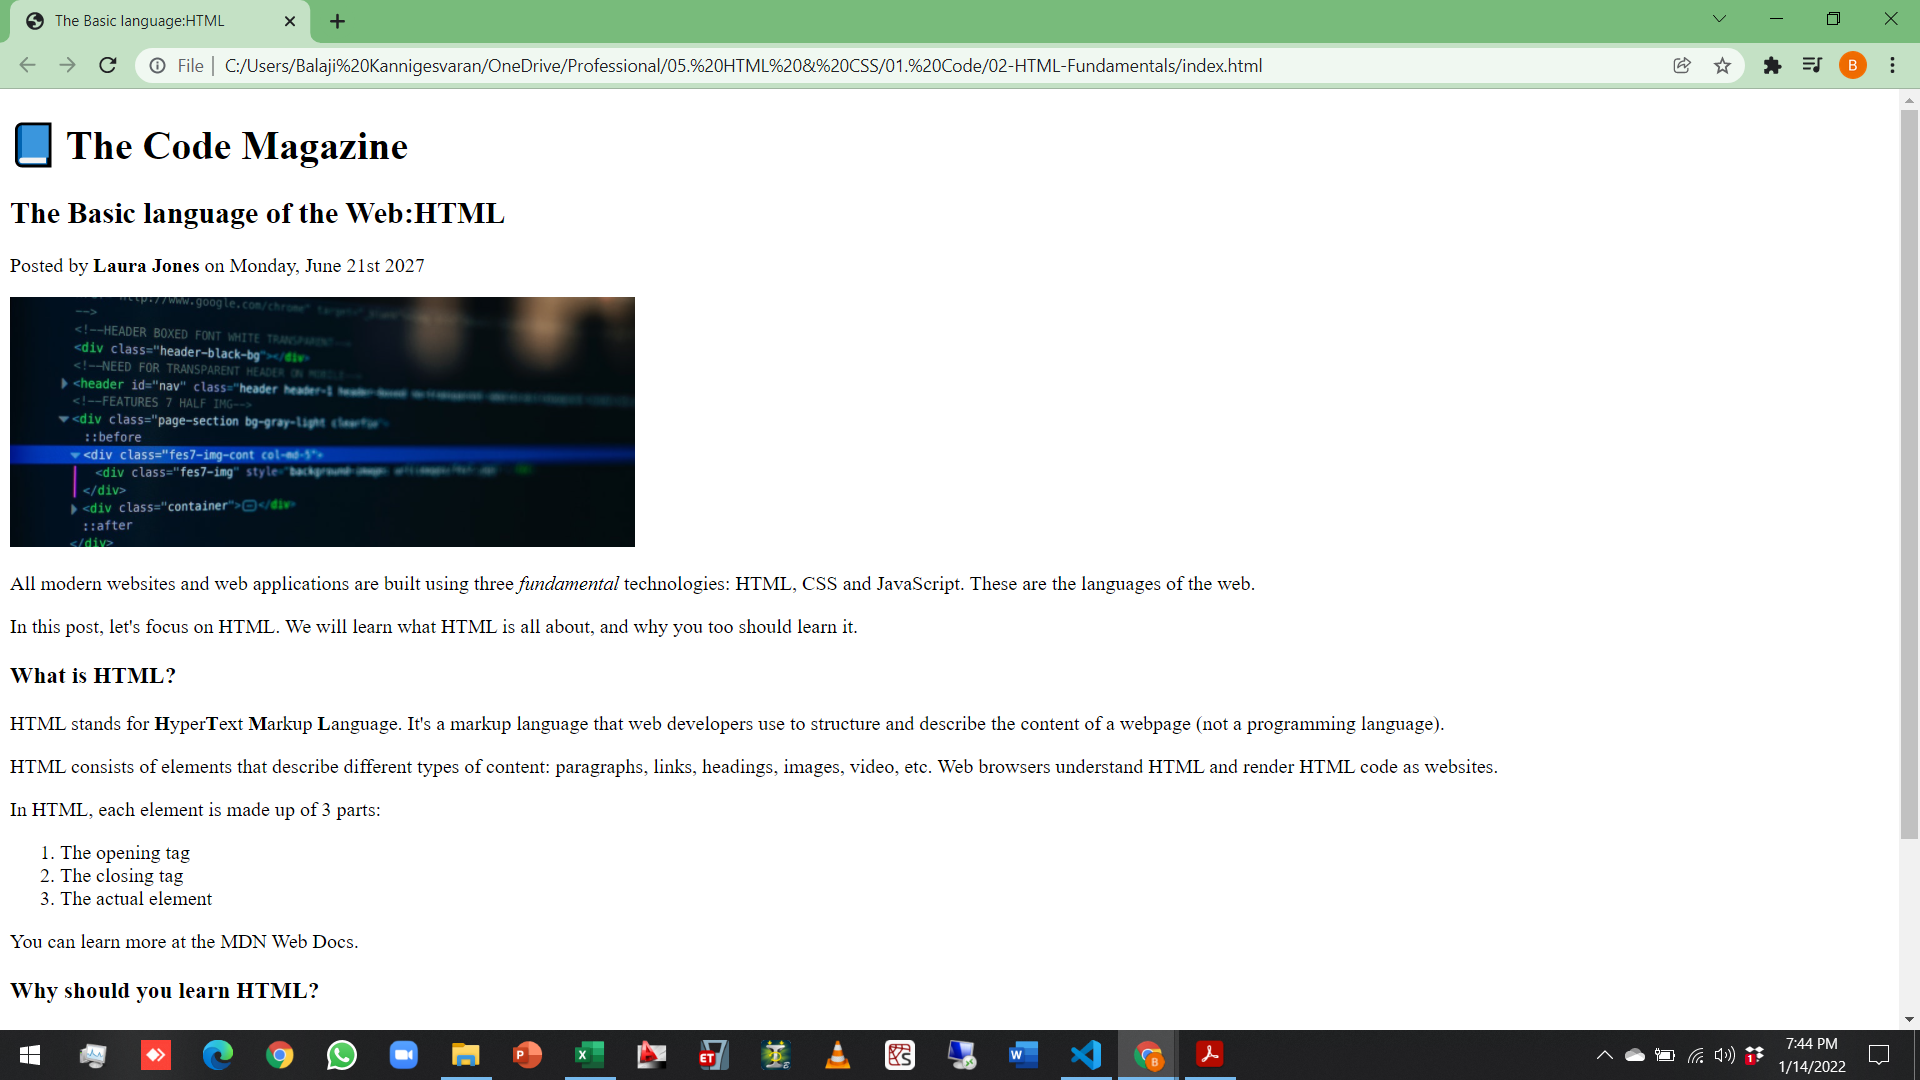 The Basic language:HTML
File
C:/Users/Balaji%20Kannigesvaran/OneDrive/Professional/05.%20HTML%20&%20CSS/01.%20Code/02-HTML-Fundamentals/index.html
B
The Code Magazine
The Basic language of the Web:HTML
Posted by Laura Jones on Monday, June 21st 2027
-->
<!--HEADER BOXED FONT WHITE TRANSPARENT-->
<div class="header-black-bg"></div>
<!--NEED FOR TRANSPARENT HEADER ON MOBILE-->
<header id="nav" class="header header-1
<!--FEATURES 7 HALF IMG-->
<div class="page-section bg-gray-light clearfix">
::before
<div class="fes7-img-cont col-md-5">
<div class="fes7-img" style="background-image:
</div>
<div class="container"></div>
::after
</div>
All modern websites and web applications are built using three fundamental technologies: HTML, CSS and JavaScript. These are the languages of the web.
In this post, let's focus on HTML. We will learn what HTML is all about, and why you too should learn it.
What is HTML?
HTML stands for HyperText Markup Language. It's a markup language that web developers use to structure and describe the content of a webpage (not a programming language).
HTML consists of elements that describe different types of content: paragraphs, links, headings, images, video, etc. Web browsers understand HTML and render HTML code as websites.
In HTML, each element is made up of 3 parts:
1. The opening tag
2. The closing tag
3. The actual element
You can learn more at the MDN Web Docs.
Why should you learn HTML?
7:44 PM
1/14/2022